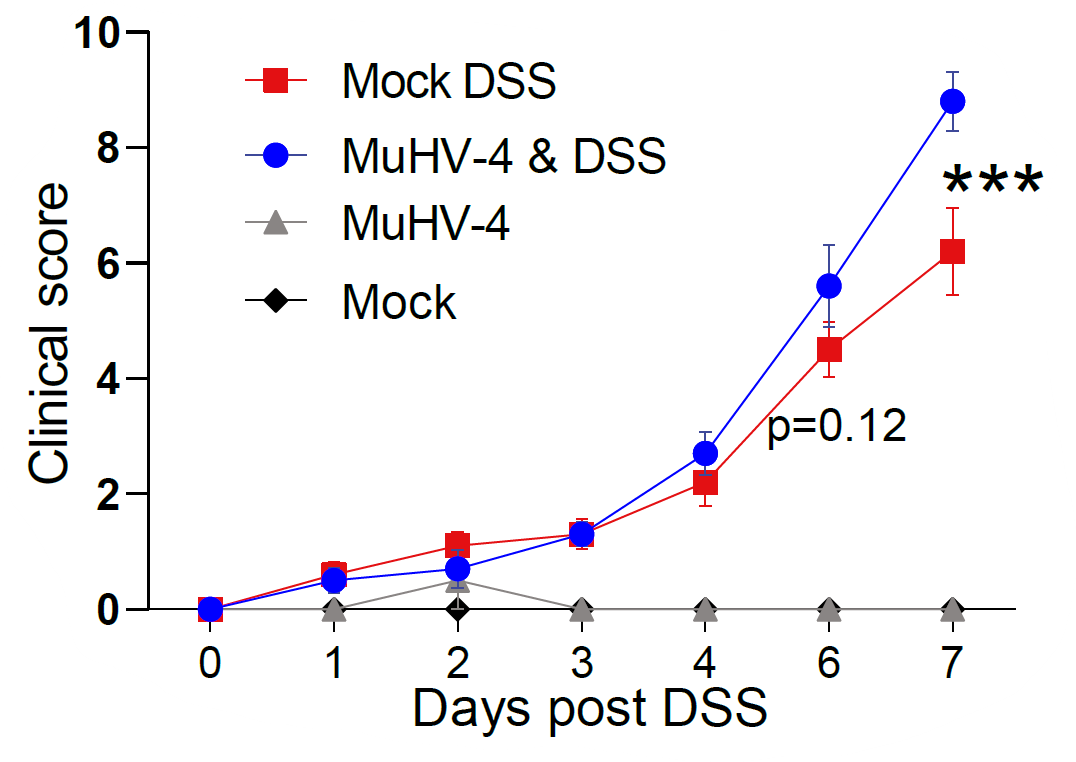 10
Mock DSS
8
MuHV-4 & DSS
***
MuHV-4
6
Mock
4
p=0.12
2
0
Clinical score
0 1 2 3 4 6 7
Days post DSS